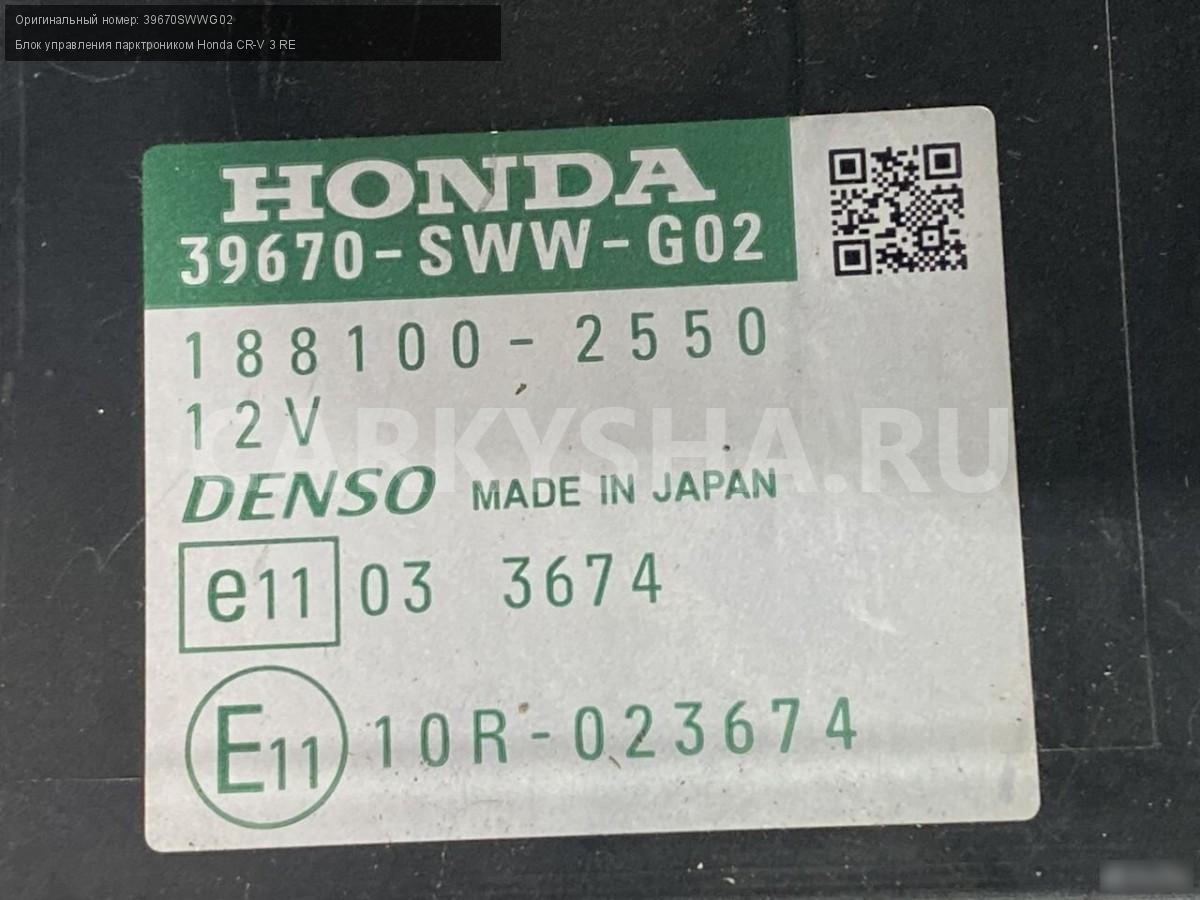 Оригинальный номер: 39670SWWG02
Блок управления парктроником Honda CR-V 3 RE
HONDA
39670-SWW-G02
188100-2550
12V
CARKYSHA.RU
DENSO MADE IN JAPAN
e11 03 3674
E11 10R-023674